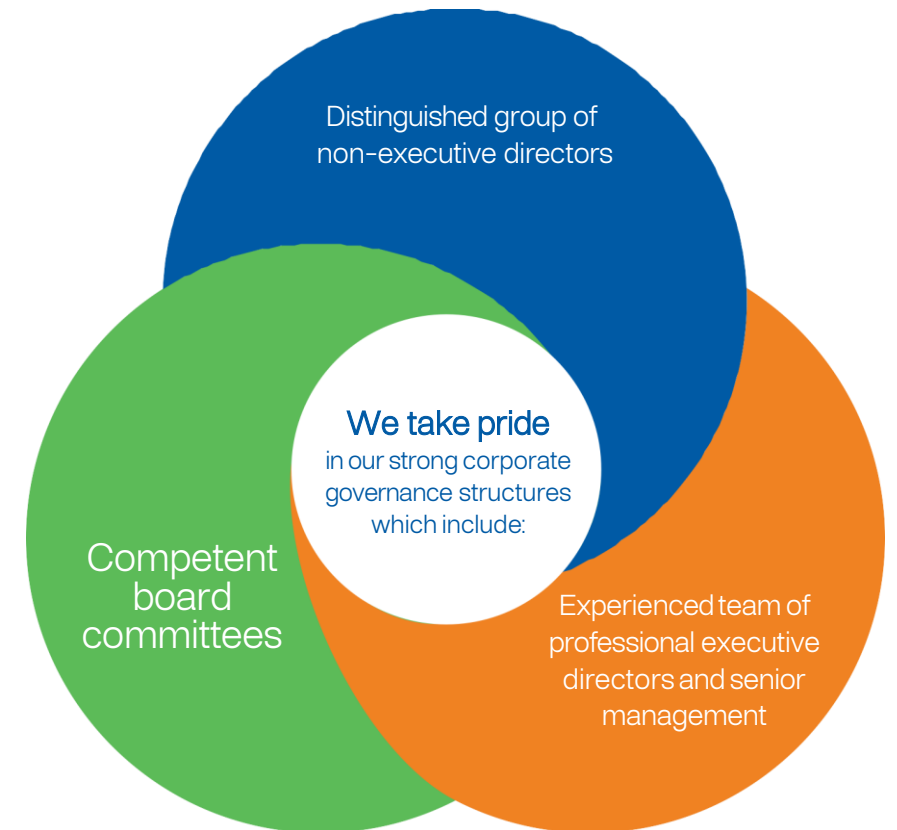 Distinguished group of
non-executive directors
We take pride
in our strong corporate
governance structures
which include:
Competent
board
committees
Experienced team of
professional executive
directors and senior
management